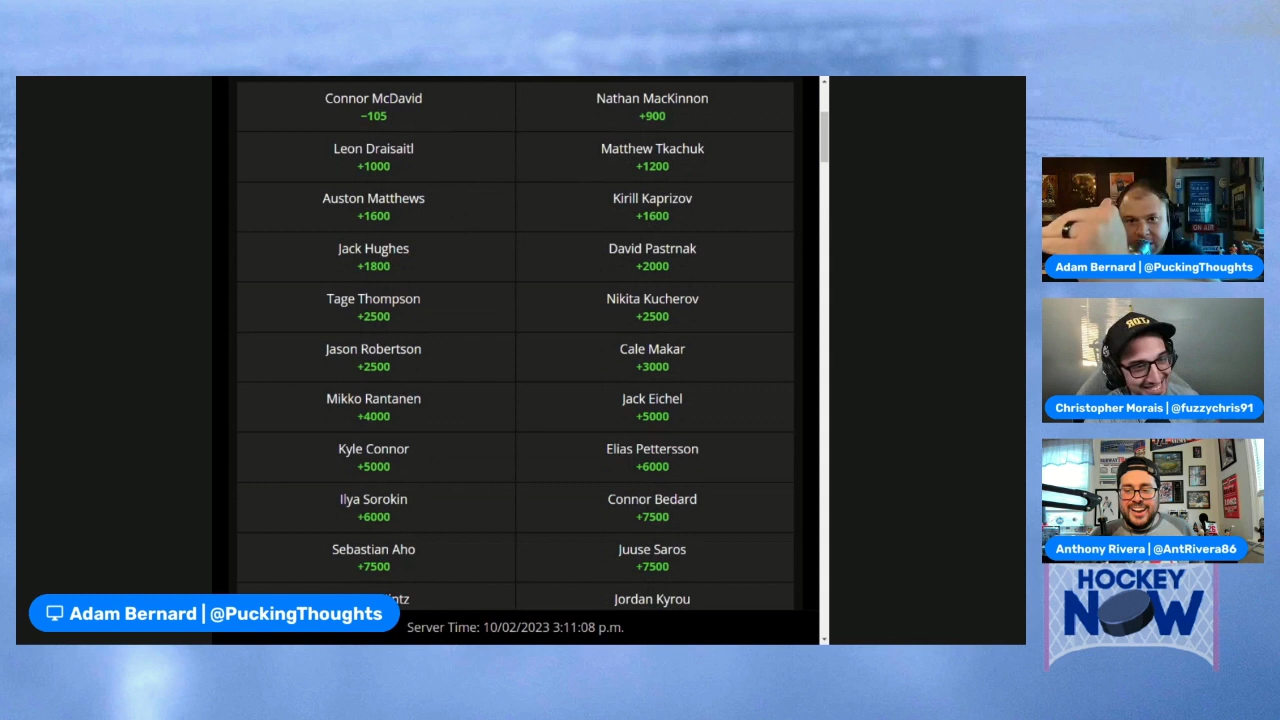 Connor McDavid
−105
Nathan MacKinnon
+900
Leon Draisaitl
+1000
Matthew Tkachuk
+1200
Auston Matthews
+1600
Kirill Kaprizov
+1600
Jack Hughes
+1800
David Pastrnak
+2000
Tage Thompson
+2500
Nikita Kucherov
+2500
Jason Robertson
+2500
Cale Makar
+3000
Mikko Rantanen
+4000
Jack Eichel
+5000
Kyle Connor
+5000
Elias Pettersson
+6000
Ilya Sorokin
+6000
Connor Bedard
+7500
Sebastian Aho
+7500
Juuse Saros
+7500
Jordan Kyrou
Adam Bernard | @PuckingThoughts
Server Time: 10/02/2023 3:11:08 p.m.
ON AIR
Adam Bernard | @PuckingThoughts
Christopher Morais | @fuzzychris91
Anthony Rivera | @AntRivera86
HOCKEY
NOW